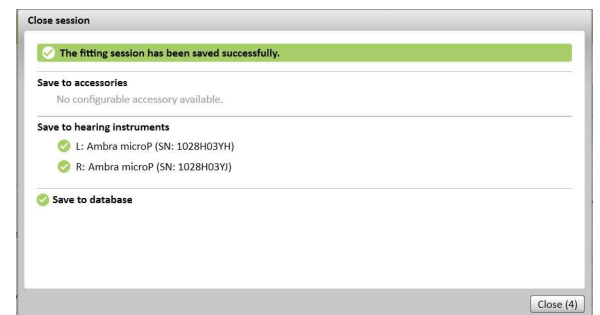 Close session
The fitting session has been saved successfully.
Save to accessories
No configurable accessory available.
Save to hearing instruments
L: Ambra microP (SN: 1028H03YH)
R: Ambra microP (SN: 1028H03YJ)
Save to database
Close (4)